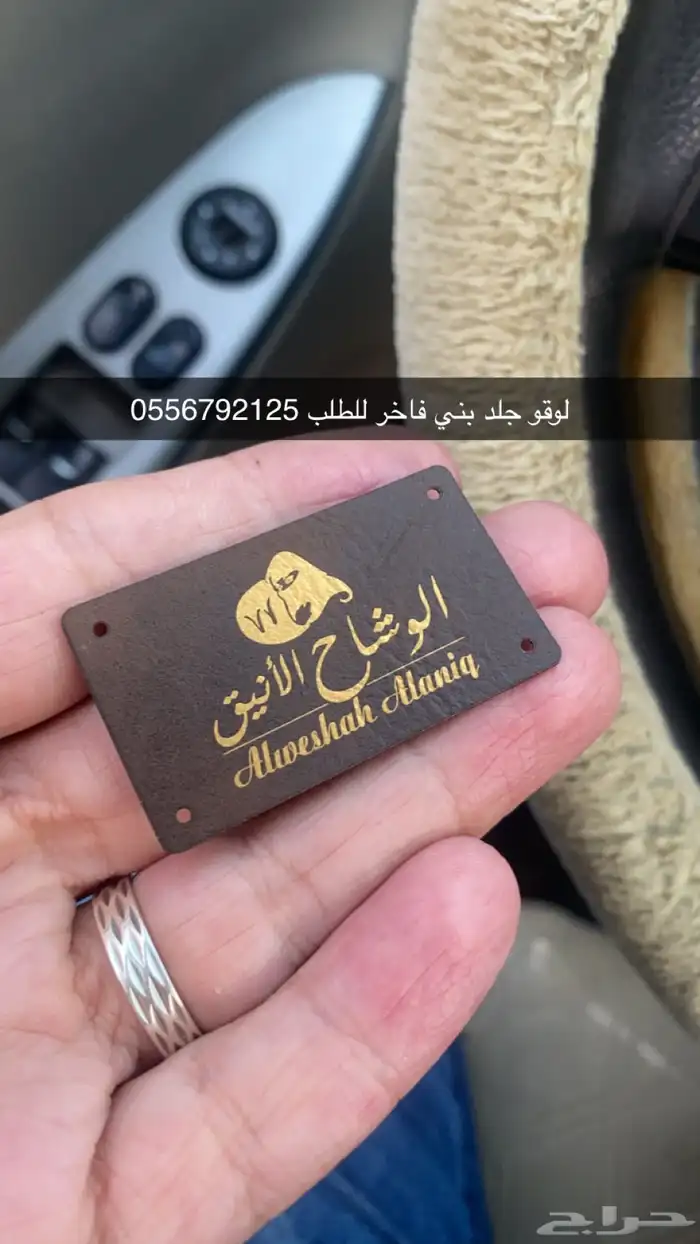 لوقو جلد بني فاخر للطلب 0556792125
الوشاح الأنيق
Alweshah Alaniq
حراج